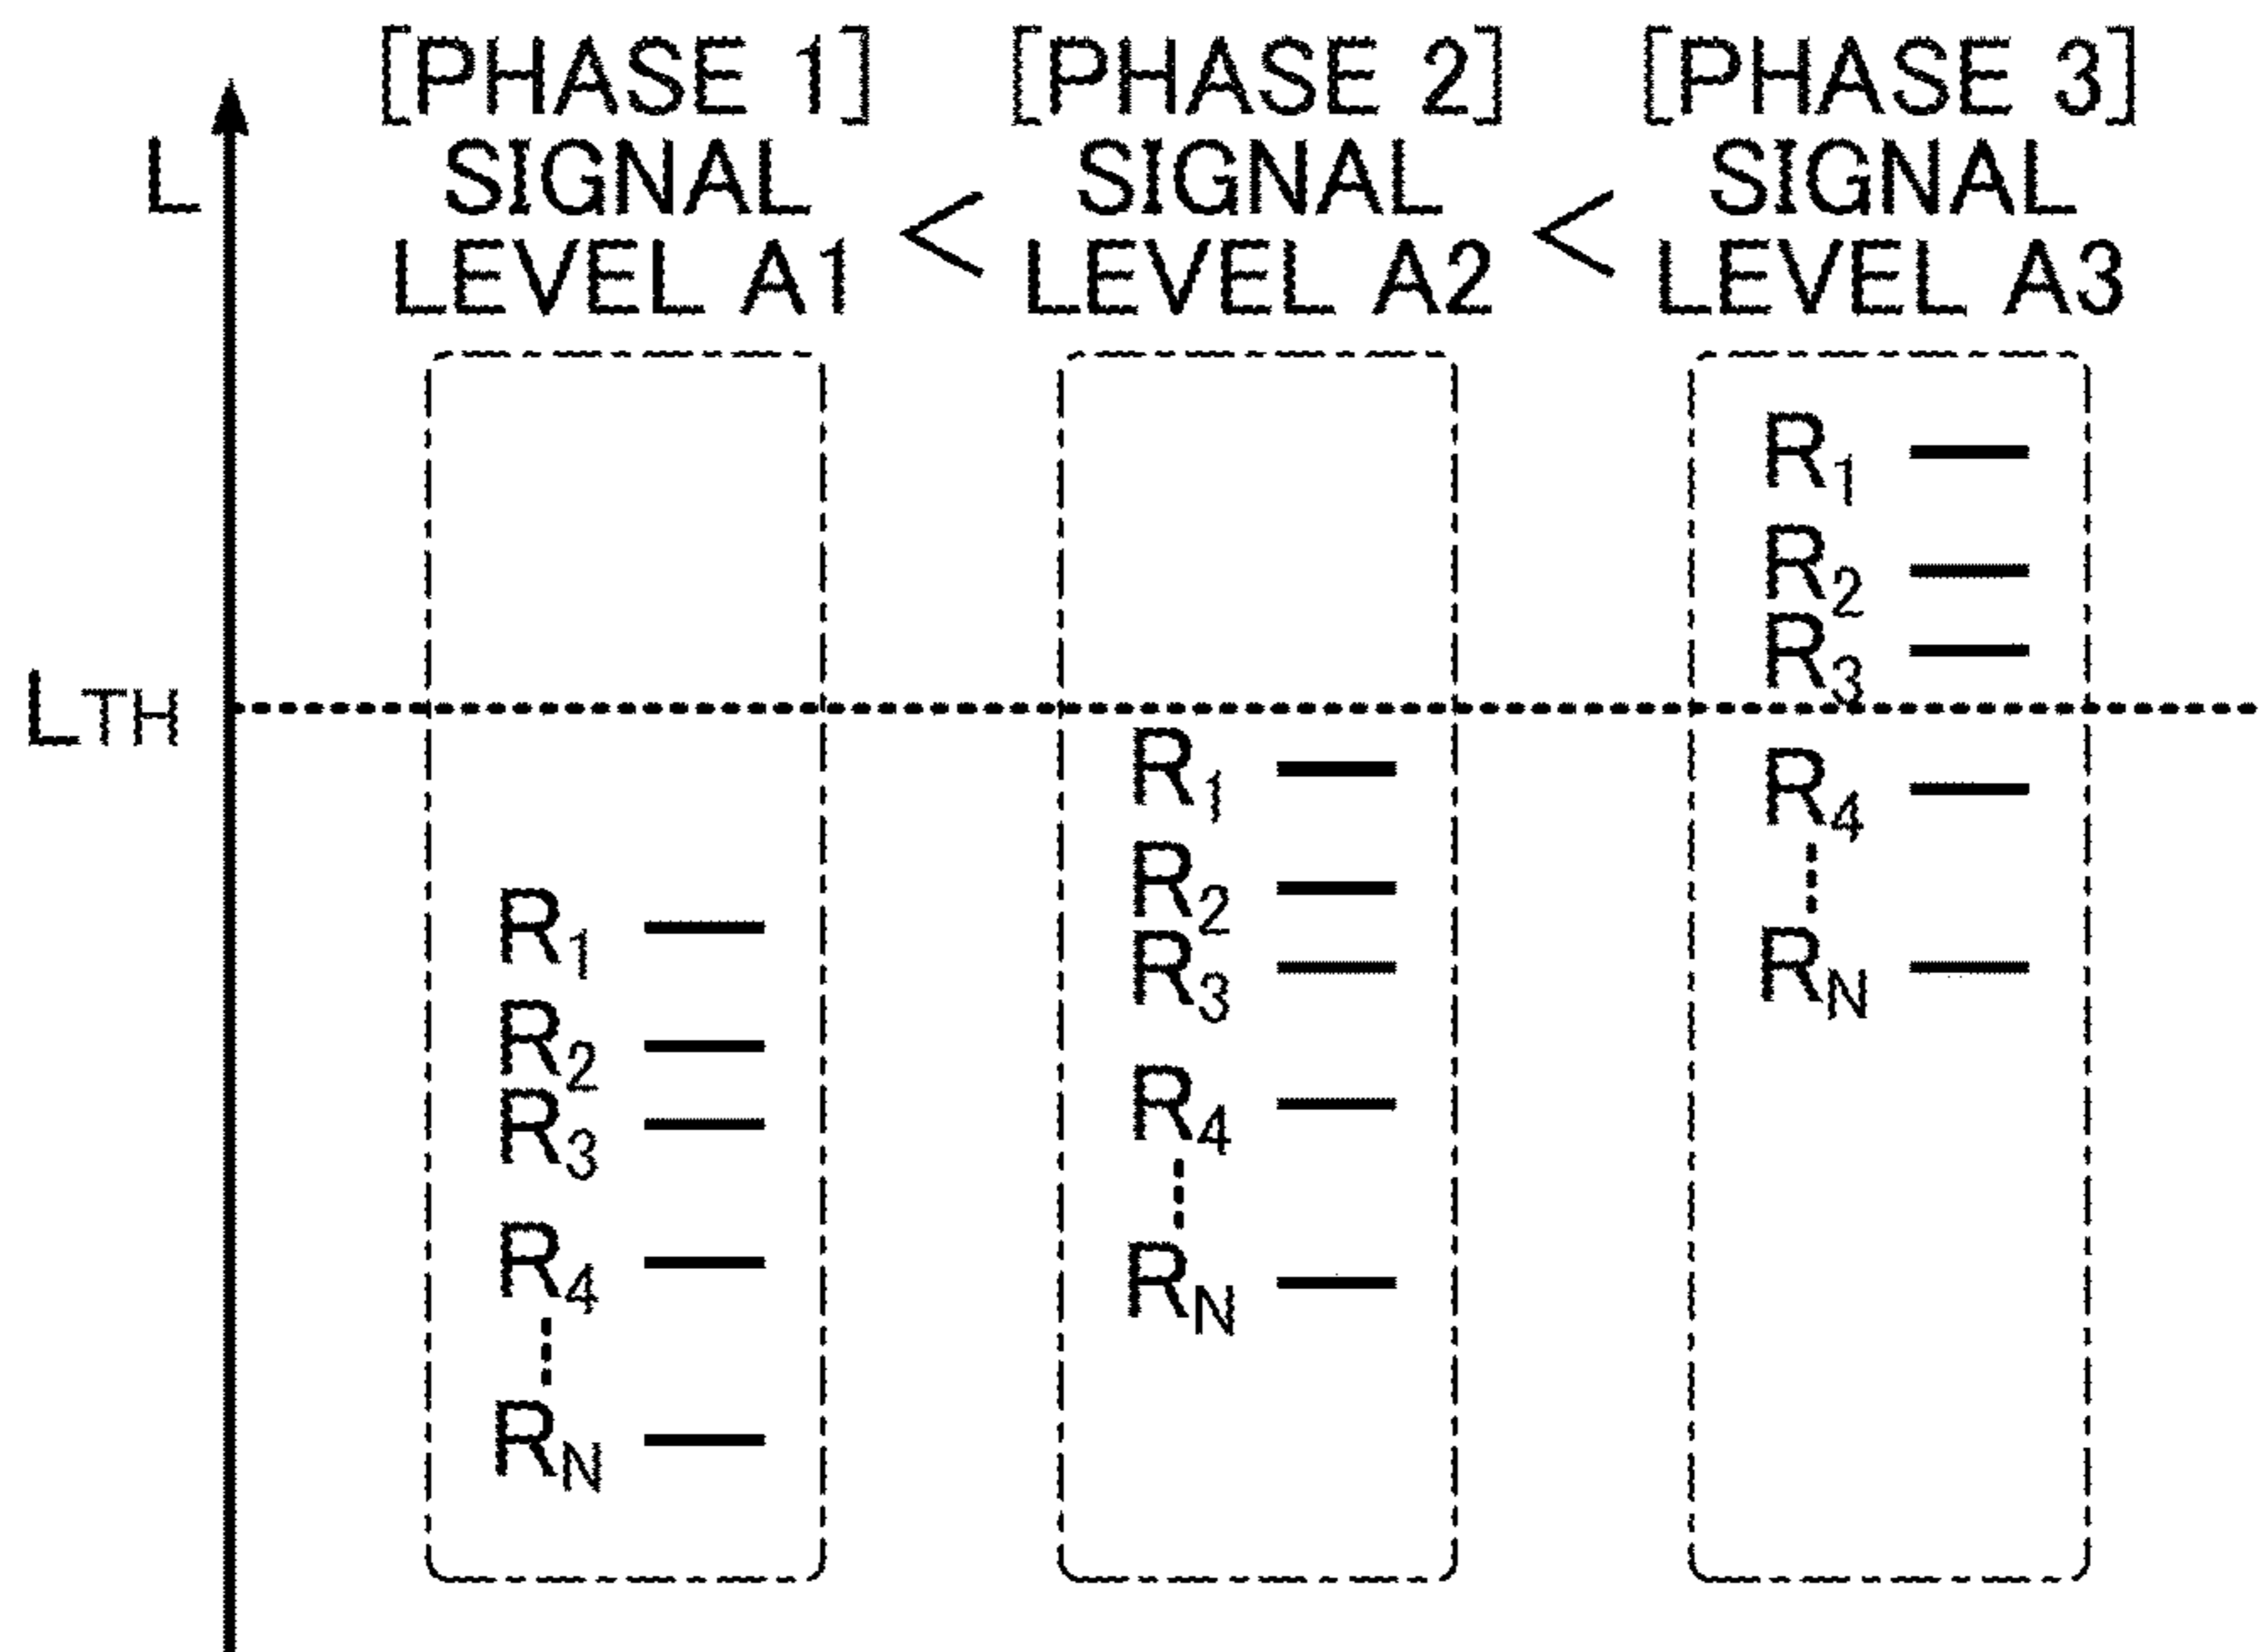 [PHASE 1] [PHASE 2] [PHASE 3]
L SIGNAL SIGNAL SIGNAL
< <
LEVEL A1 LEVEL A2 LEVEL A3
LTH
R1
R2
R3
R4
RN
R1
R2
R3
R4
RN
R1
R2
R3
R4
RN